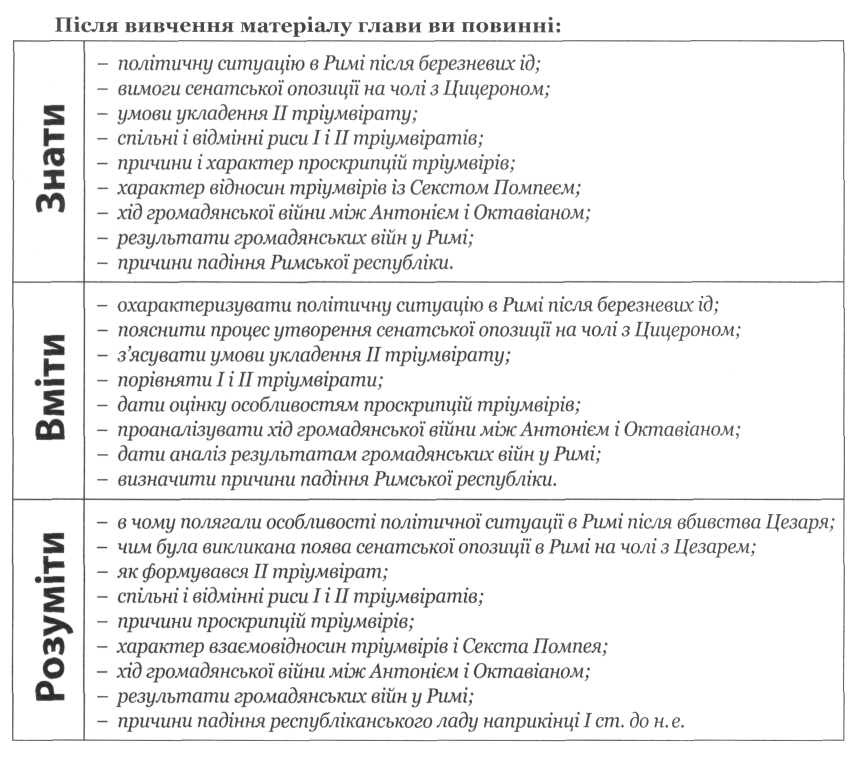 Після вивчення матеріалу глави ви повинні:
Знати
– політичну ситуацію в Римі після березневих ід;
– вимоги сенатської опозиції на чолі з Цицероном;
– умови укладення ІІ тріумвірату;
– спільні і відмінні риси І і ІІ тріумвіратів;
– причини і характер проскрипцій тріумвірів;
– характер відносин тріумвірів із Секстом Помпеєм;
– хід громадянської війни між Антонієм і Октавіаном;
– результати громадянських війн у Римі;
– причини падіння Римської республіки.
Вміти
– охарактеризувати політичну ситуацію в Римі після березневих ід;
– пояснити процес утворення сенатської опозиції на чолі з Цицероном;
– з’ясувати умови укладення ІІ тріумвірату;
– порівняти І і ІІ тріумвірати;
– дати оцінку особливостям проскрипцій тріумвірів;
– проаналізувати хід громадянської війни між Антонієм і Октавіаном;
– дати аналіз результатам громадянських війн у Римі;
– визначити причини падіння Римської республіки.
Розуміти
– в чому полягали особливості політичної ситуації в Римі після вбивства Цезаря;
– чим була викликана поява сенатської опозиції в Римі на чолі з Цезарем;
– як формувався ІІ тріумвірат;
– спільні і відмінні риси І і ІІ тріумвіратів;
– причини проскрипцій тріумвірів;
– характер взаємовідносин тріумвірів і Секста Помпея;
– хід громадянської війни між Антонієм і Октавіаном;
– результати громадянських війн у Римі;
– причини падіння республіканського ладу наприкінці І ст. до н.е.